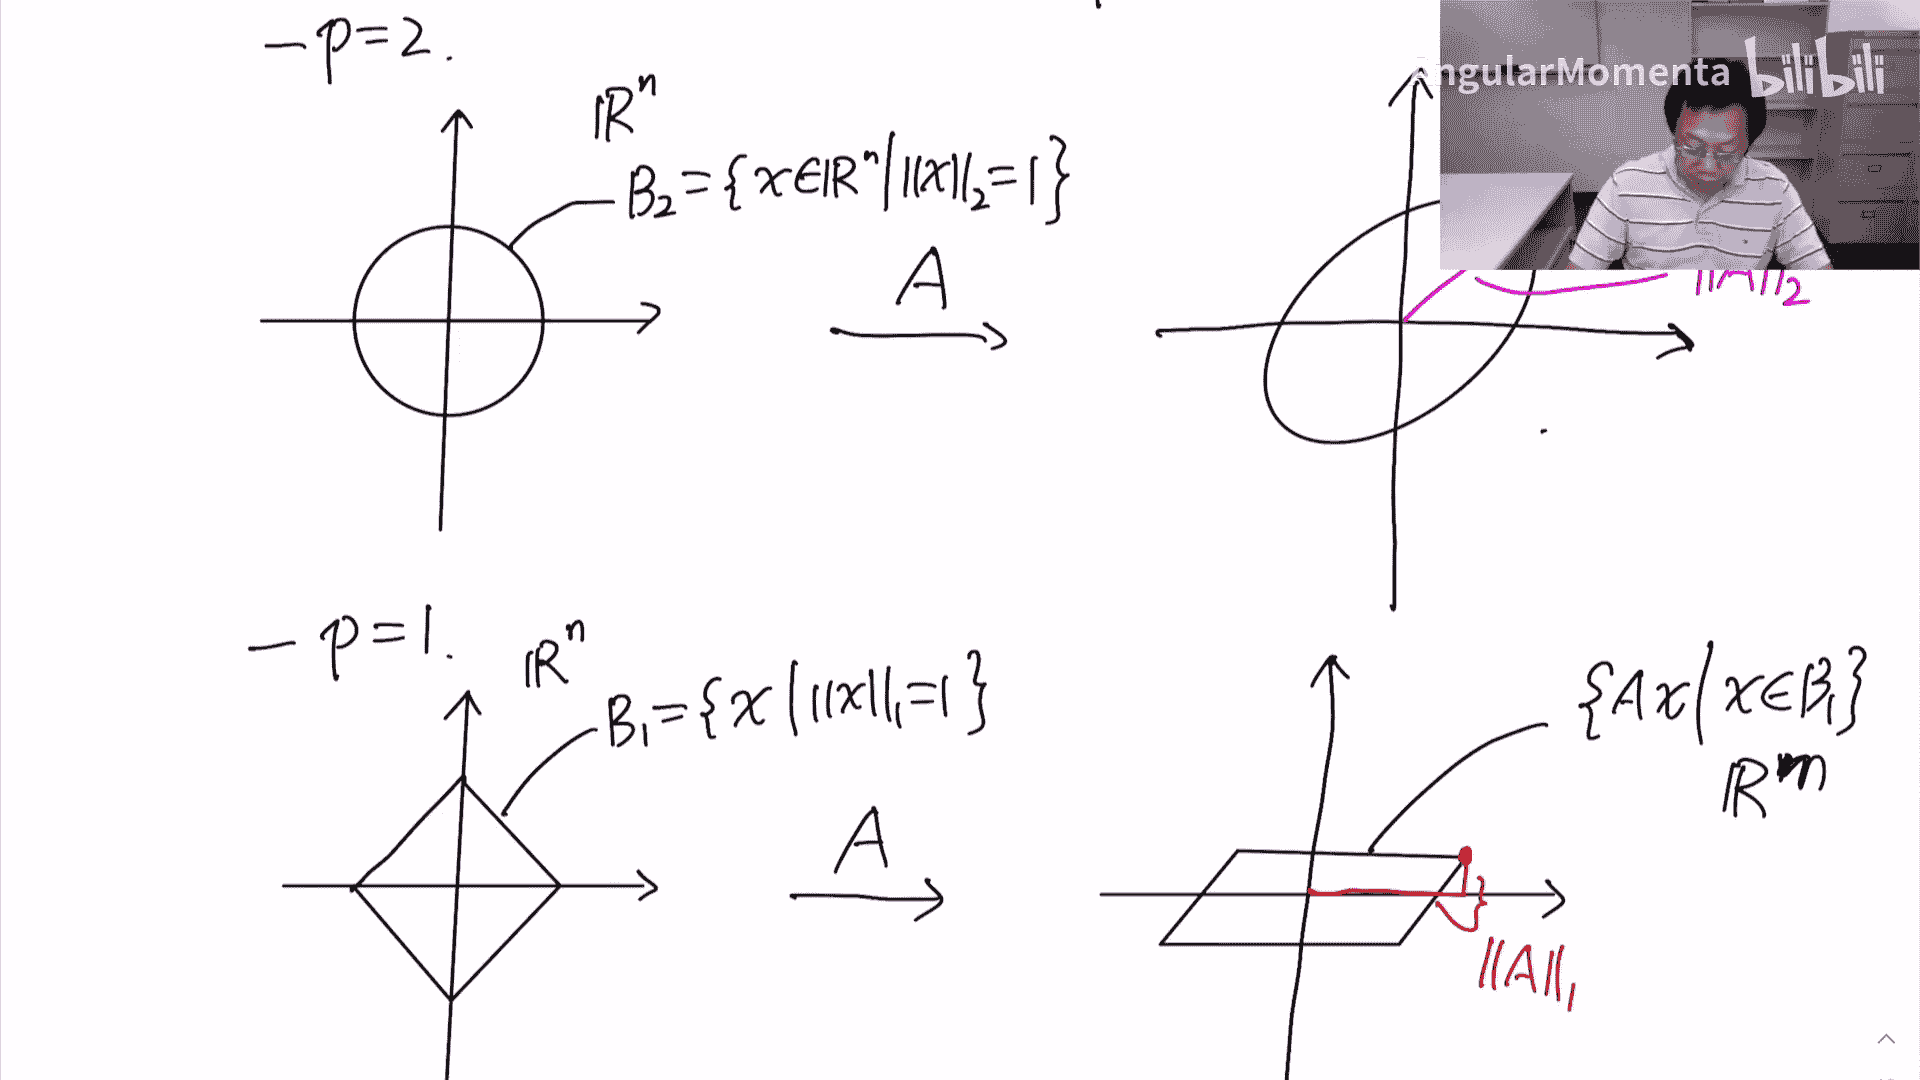 — p=2.
ℝⁿ
B₂={x∈ℝⁿ|‖x‖₂=1}
A
‖A‖₂
AngularMomenta bilibili
— p=1.
ℝⁿ
B₁={x|‖x‖₁=1}
A
{Ax|x∈B₁}
ℝᵐ
‖A‖₁